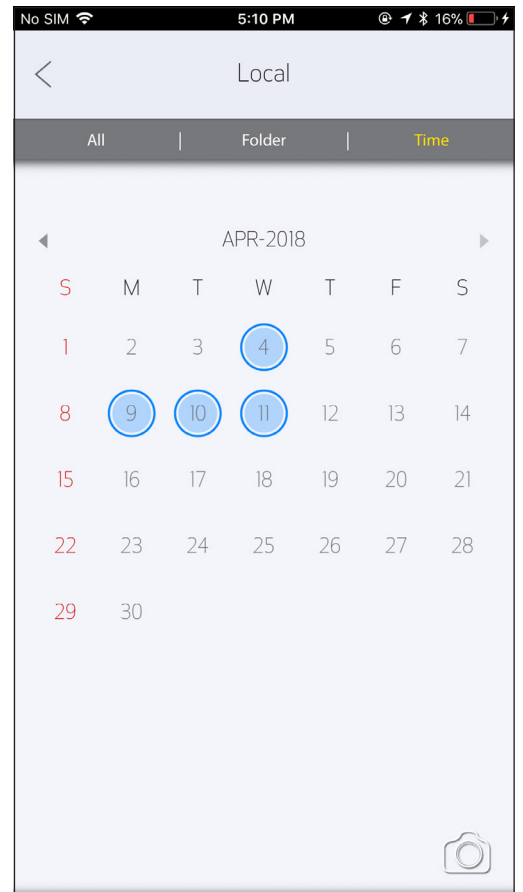 No SIM 5:10 PM 16%
Local
All | Folder | Time
APR-2018
S M T W T F S
1 2 3 4 5 6 7
8 9 10 11 12 13 14
15 16 17 18 19 20 21
22 23 24 25 26 27 28
29 30